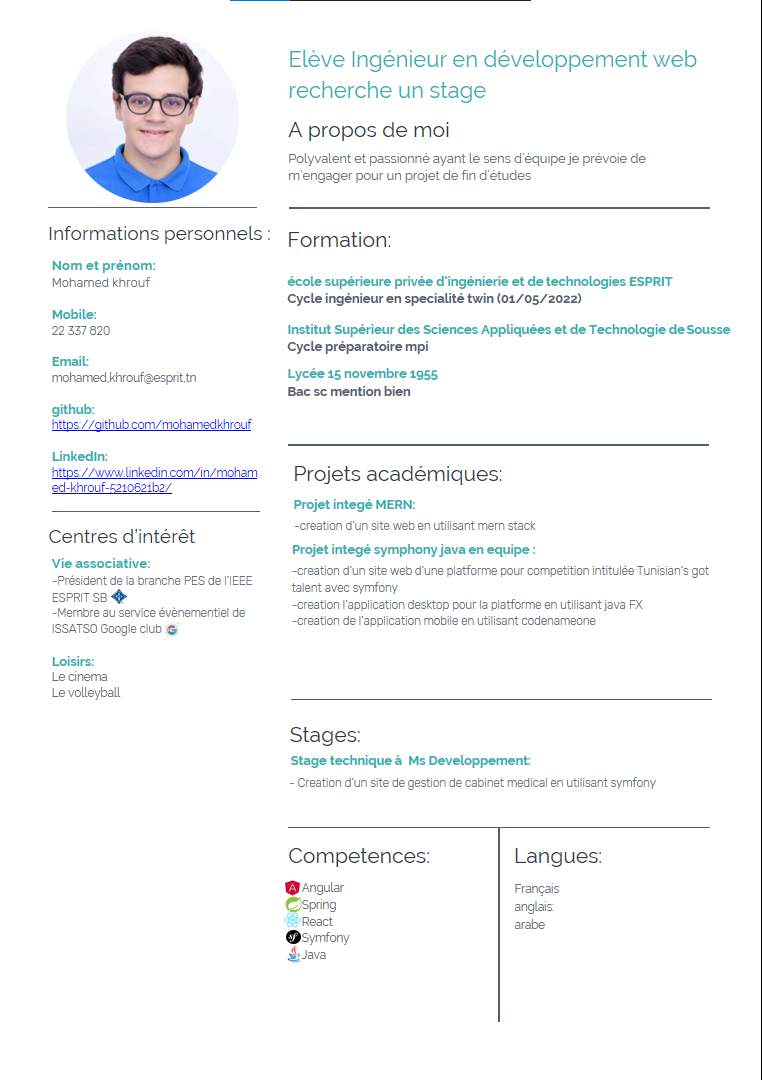 Elève Ingénieur en développement web
recherche un stage
A propos de moi
Polyvalent et passionné ayant le sens d'équipe je prévoie de
m'engager pour un projet de fin d'études
Informations personnels :
Nom et prénom:
Mohamed khrouf
Mobile:
22 337 820
Email:
mohamed,khrouf@esprit,tn
github:
https://github.com/mohamedkhrouf
LinkedIn:
https://www.linkedin.com/in/moham
ed-khrouf-5210621b2/
Centres d'intérêt
Vie associative:
-Président de la branche PES de l'IEEE
ESPRIT SB
-Membre au service évènementiel de
ISSATSO Google club
Loisirs:
Le cinema
Le volleyball
Formation:
école supérieure privée d'ingénierie et de technologies ESPRIT
Cycle ingénieur en specialité twin (01/05/2022)
Institut Supérieur des Sciences Appliquées et de Technologie de Sousse
Cycle préparatoire mpi
Lycée 15 novembre 1955
Bac sc mention bien
Projets académiques:
Projet integé MERN:
-creation d'un site web en utilisant mern stack
Projet integé symphony java en equipe :
-creation d'un site web d'une platforme pour competition intitulée Tunisian's got
talent avec symfony
-creation l'application desktop pour la platforme en utilisant java FX
-creation de l'application mobile en utilisant codenameone
Stages:
Stage technique à Ms Developpement:
- Creation d'un site de gestion de cabinet medical en utilisant symfony
Competences:
Angular
Spring
React
Symfony
Java
Langues:
Français
anglais:
arabe